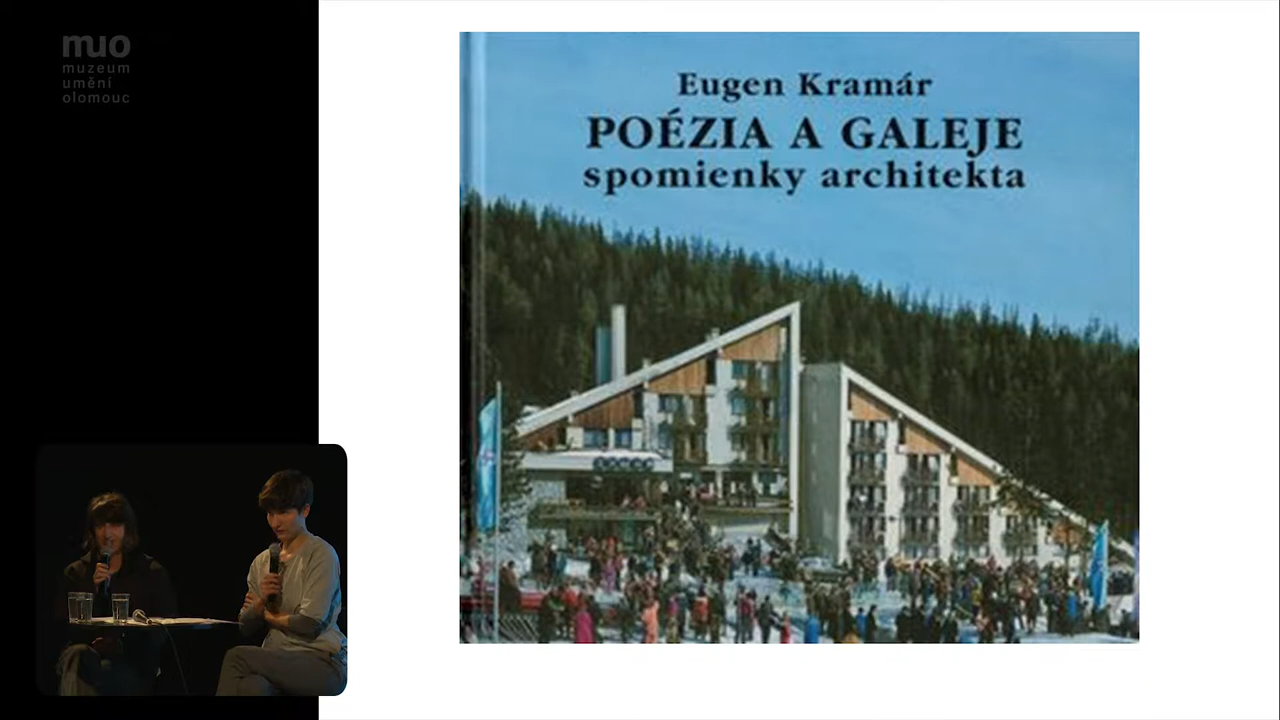 muo
muzeum
umění
olomouc
Eugen Kramár
POÉZIA A GALEJE
spomienky architekta